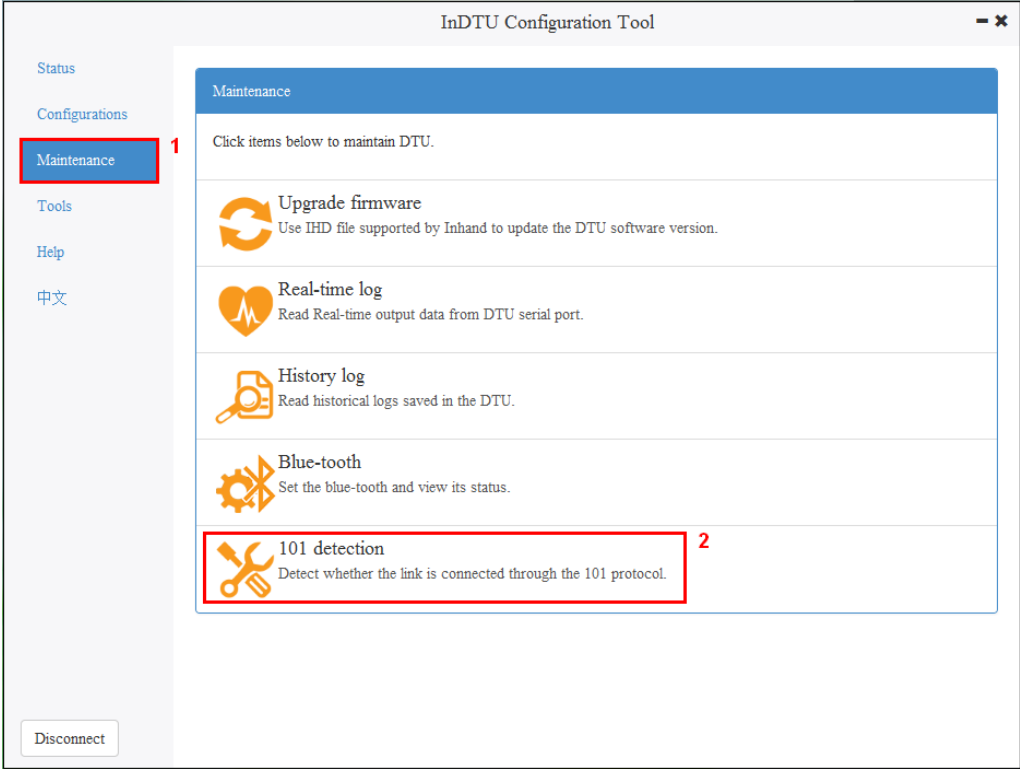 InDTU Configuration Tool
Status
Configurations
Maintenance
1
Tools
Help
中文
Disconnect
Maintenance
Click items below to maintain DTU.
Upgrade firmware
Use IHD file supported by Inhand to update the DTU software version.
Real-time log
Read Real-time output data from DTU serial port.
History log
Read historical logs saved in the DTU.
Blue-tooth
Set the blue-tooth and view its status.
101 detection
Detect whether the link is connected through the 101 protocol.
2